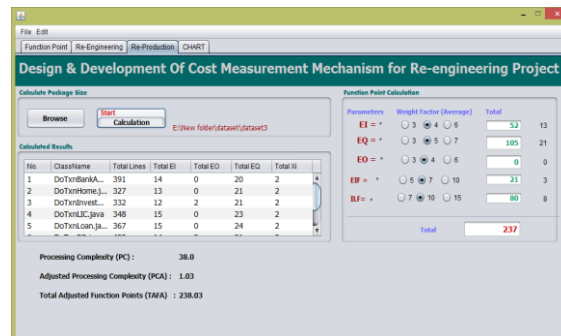 File Edit
Function Point Re-Engineering Re-Production CHART
Design & Development Of Cost Measurement Mechanism for Re-engineering Project
Calculate Package Size
Browse
Start
Calculation
E:\New folder\dataset\dataset3
Calculated Results
No. ClassName Total Lines Total EI Total EO Total EQ Total XI
1 DoTxnBankA... 391 14 0 20 2
2 DoTxnHome.j... 327 13 0 21 2
3 DoTxnInvest... 332 12 2 21 2
4 DoTxnLIC.java 348 15 0 23 2
5 DoTxnLoan.ja... 367 15 0 24 2
Function Point Calculation
Parameters Weight Factor (Average) Total
EI = * 3 4 6 52 13
EQ = * 3 5 7 105 21
EO = * 3 4 6 0 0
EIF = * 5 7 10 21 3
ILF= * 7 10 15 80 8
Total 237
Processing Complexity (PC) : 38.0
Adjusted Processing Complexity (PCA) : 1.03
Total Adjusted Function Points (TAFA) : 238.03